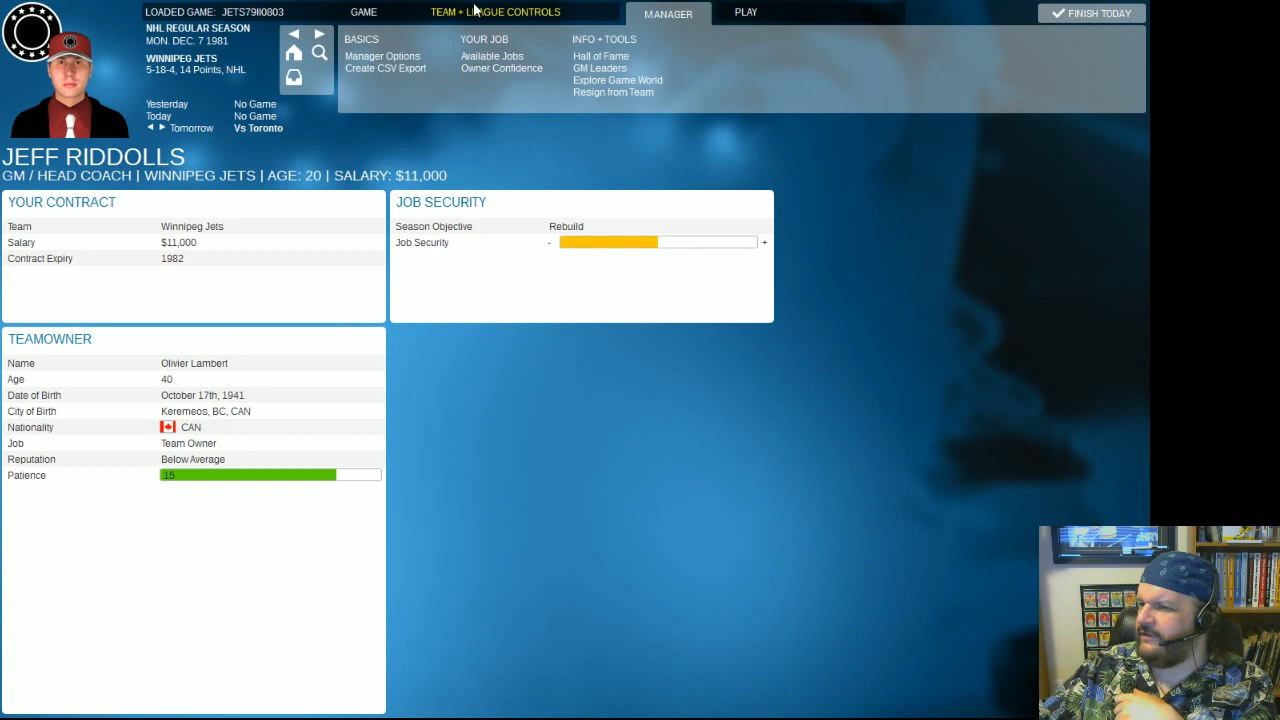 LOADED GAME: JETS79II0803 GAME TEAM + LEAGUE CONTROLS MANAGER PLAY FINISH TODAY
NHL REGULAR SEASON
MON. DEC. 7 1981
WINNIPEG JETS
5-18-4, 14 Points, NHL
Yesterday No Game
Today No Game
Tomorrow Vs Toronto
BASICS
Manager Options
Create CSV Export
YOUR JOB
Available Jobs
Owner Confidence
INFO + TOOLS
Hall of Fame
GM Leaders
Explore Game World
Resign from Team
JEFF RIDDOLLS
GM / HEAD COACH | WINNIPEG JETS | AGE: 20 | SALARY: $11,000
YOUR CONTRACT
Team Winnipeg Jets
Salary $11,000
Contract Expiry 1982
JOB SECURITY
Season Objective Rebuild
Job Security - +
TEAMOWNER
Name Olivier Lambert
Age 40
Date of Birth October 17th, 1941
City of Birth Keremeos, BC, CAN
Nationality CAN
Job Team Owner
Reputation Below Average
Patience 15